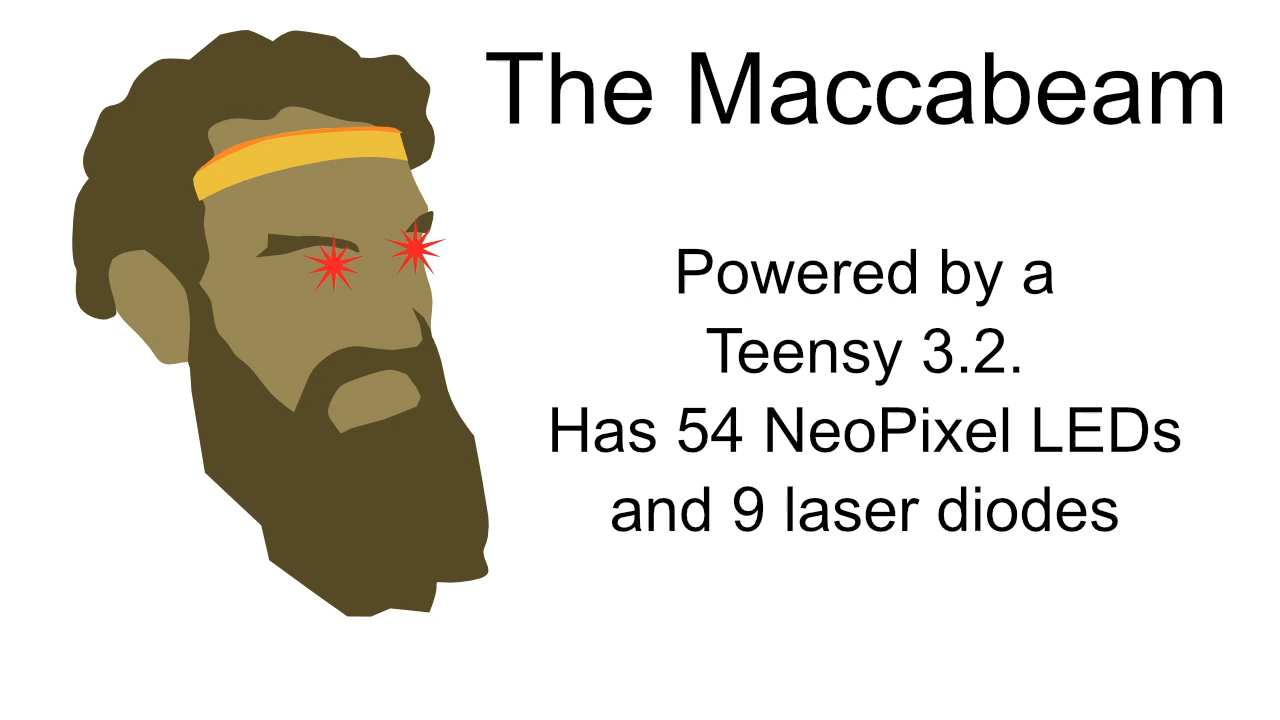 The Maccabeam
Powered by a
Teensy 3.2.
Has 54 NeoPixel LEDs
and 9 laser diodes